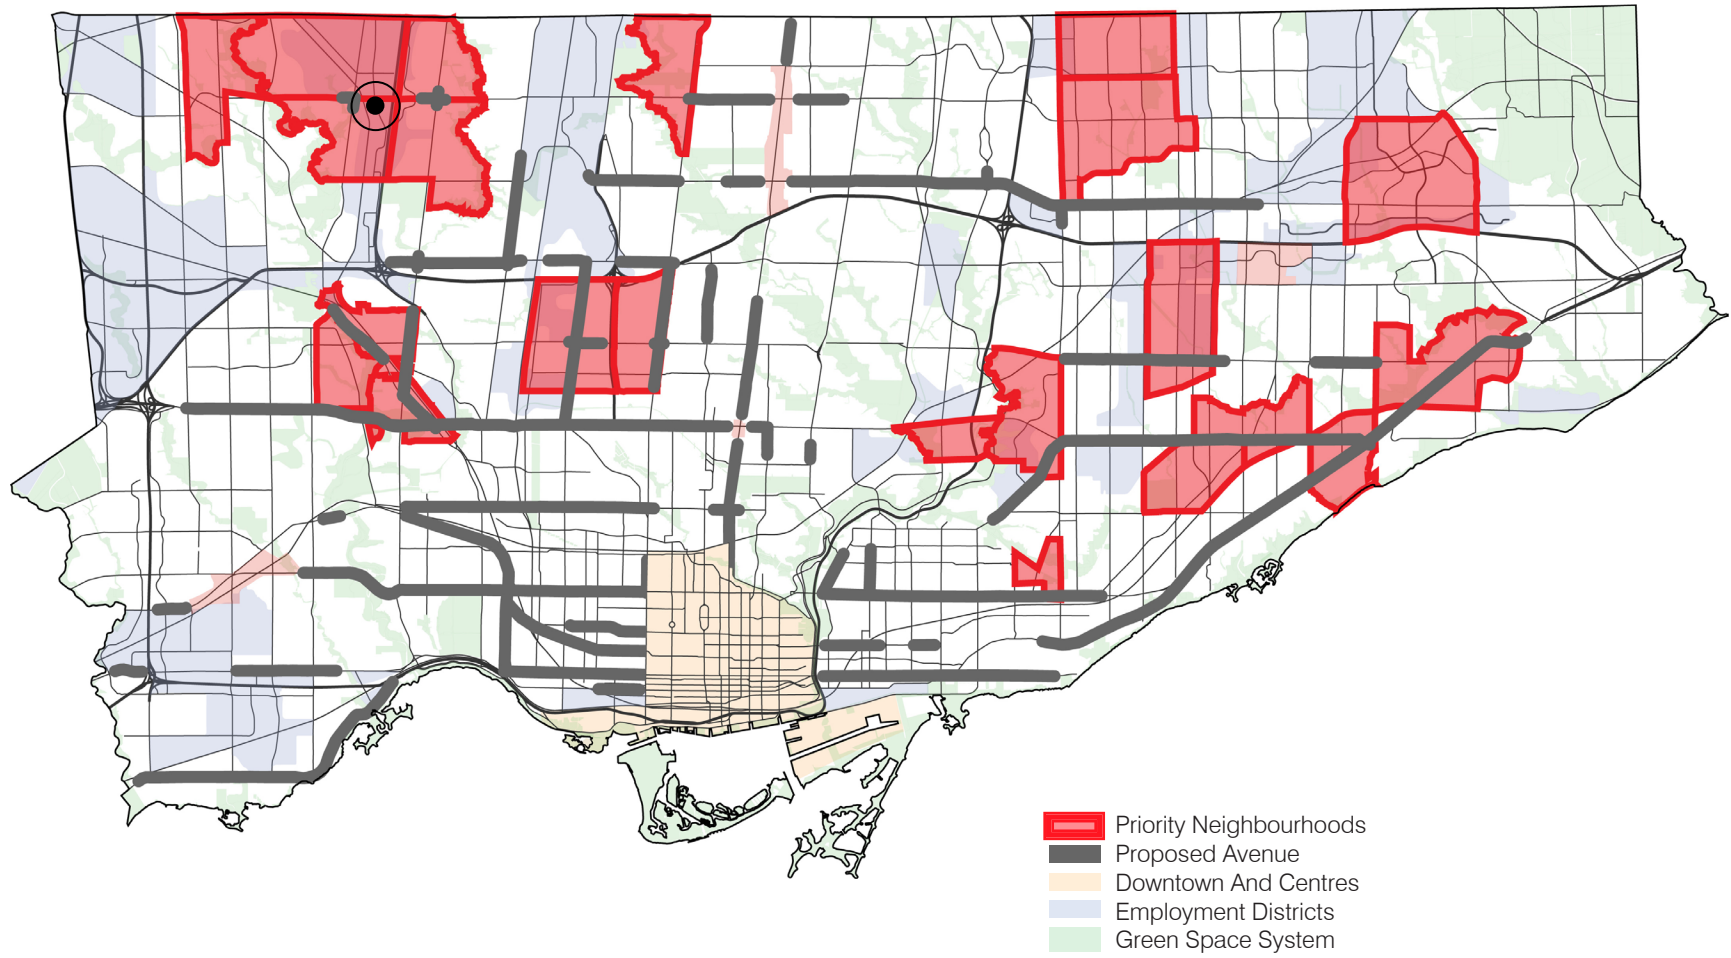 Priority Neighbourhoods
Proposed Avenue
Downtown And Centres
Employment Districts
Green Space System